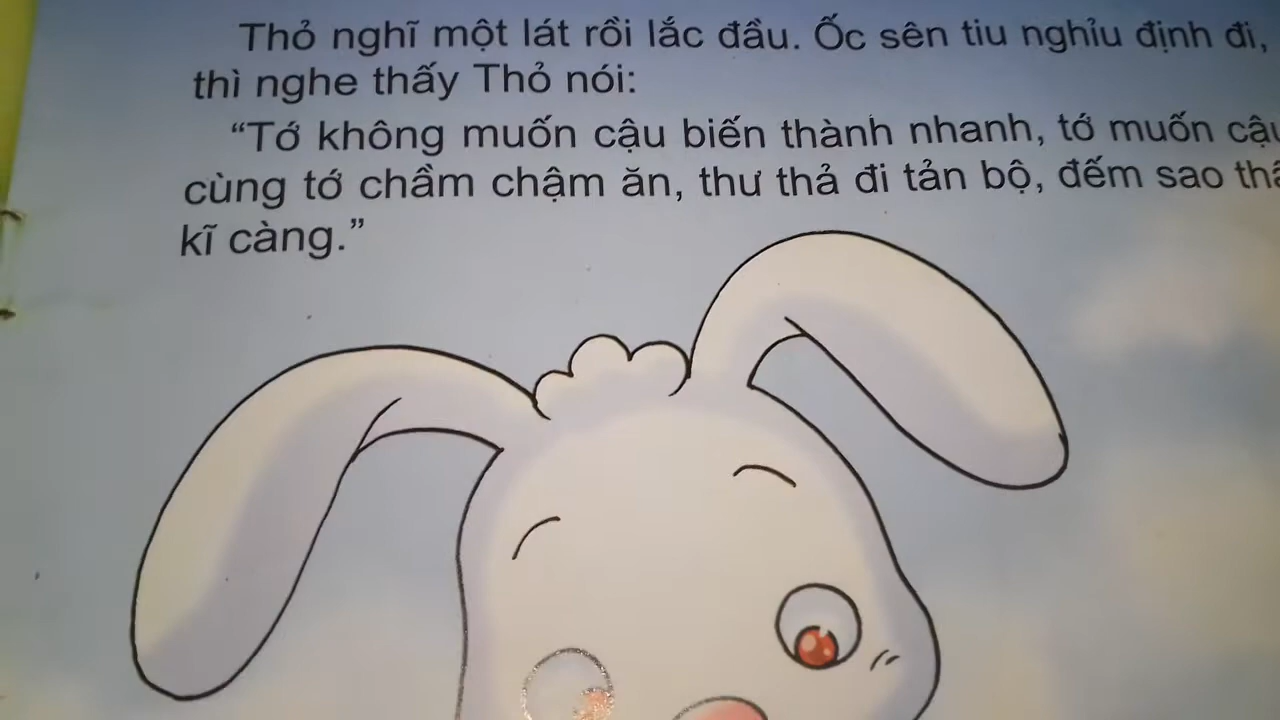 Thỏ nghĩ một lát rồi lắc đầu. Ốc sên tiu nghỉu định đi,
thì nghe thấy Thỏ nói:
“Tớ không muốn cậu biến thành nhanh, tớ muốn cậu
cùng tớ chầm chậm ăn, thư thả đi tản bộ, đếm sao
kĩ càng.”